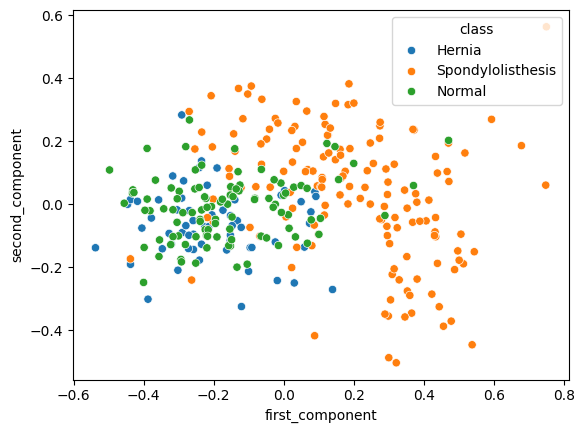 class
Hernia
Spondylolisthesis
Normal
0.6
0.4
0.2
0.0
−0.2
−0.4
second_component
−0.6
−0.4
−0.2
0.0
0.2
0.4
0.6
0.8
first_component